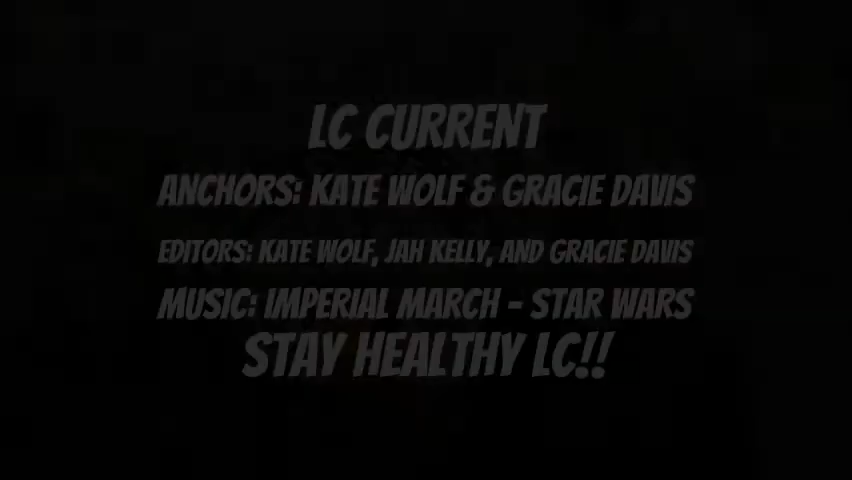 LC CURRENT
ANCHORS: KATE WOLF & GRACIE DAVIS
EDITORS: KATE WOLF, JAH KELLY, AND GRACIE DAVIS
MUSIC: IMPERIAL MARCH - STAR WARS
STAY HEALTHY LC!!